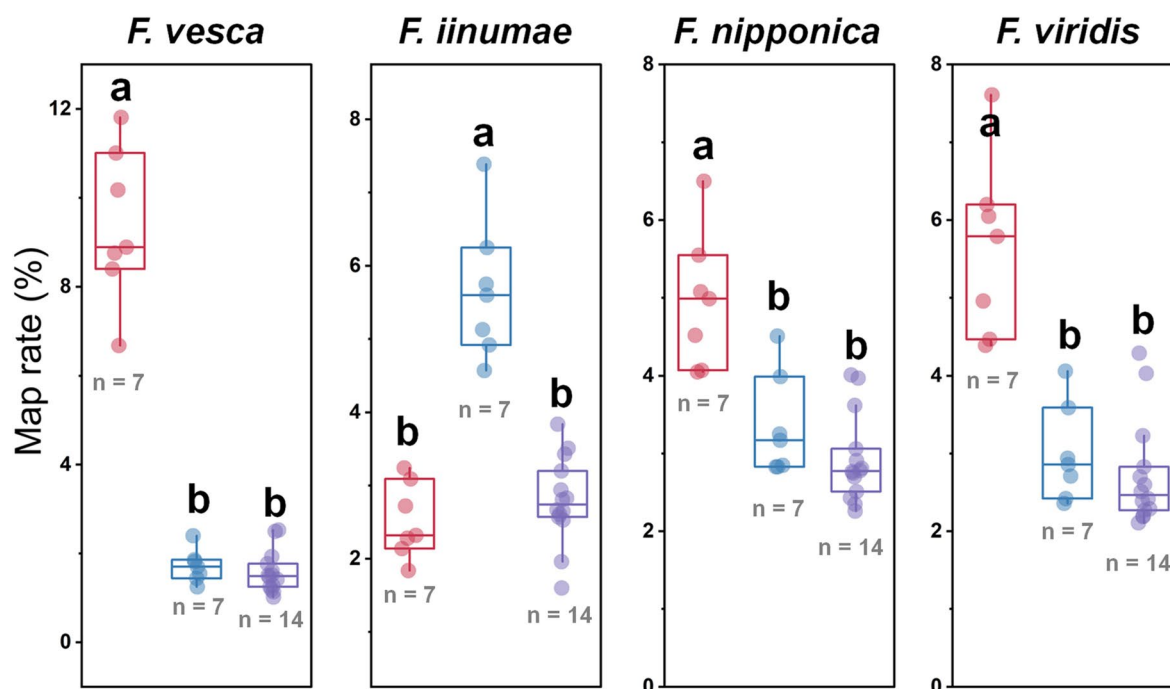 F. vesca
F. iinumae
F. nipponica
F. viridis
Map rate (%)
12
8
4
0
a
n = 7
b
n = 7
b
n = 14
8
6
4
2
b
n = 7
a
n = 7
b
n = 14
8
6
4
2
0
a
n = 7
b
n = 7
b
n = 14
8
6
4
2
0
a
n = 7
b
n = 7
b
n = 14